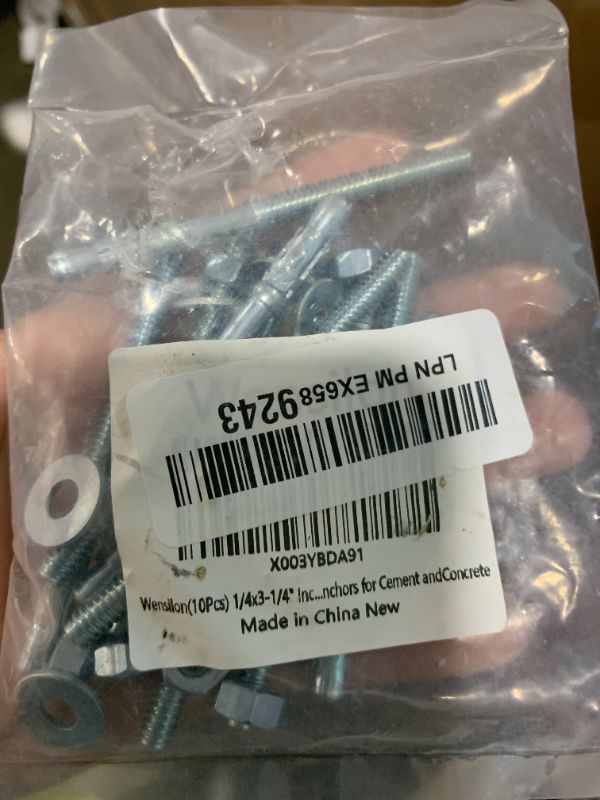 LPN PM EX658 9243
X003YBDA91
Wensilon(10Pcs) 1/4x3-1/4" Inc...nchors for Cement andConcrete
Made in China New